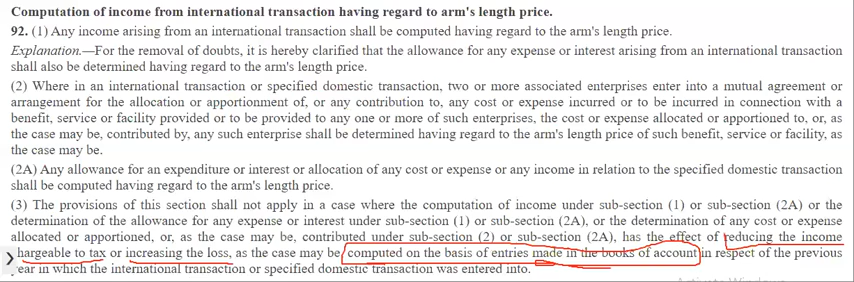 Computation of income from international transaction having regard to arm's length price.
92. (1) Any income arising from an international transaction shall be computed having regard to the arm's length price.
Explanation.—For the removal of doubts, it is hereby clarified that the allowance for any expense or interest arising from an international transaction
shall also be determined having regard to the arm's length price.
(2) Where in an international transaction or specified domestic transaction, two or more associated enterprises enter into a mutual agreement or
arrangement for the allocation or apportionment of, or any contribution to, any cost or expense incurred or to be incurred in connection with a
benefit, service or facility provided or to be provided to any one or more of such enterprises, the cost or expense allocated or apportioned to, or, as
the case may be, contributed by, any such enterprise shall be determined having regard to the arm's length price of such benefit, service or facility, as
the case may be.
(2A) Any allowance for an expenditure or interest or allocation of any cost or expense or any income in relation to the specified domestic transaction
shall be computed having regard to the arm's length price.
(3) The provisions of this section shall not apply in a case where the computation of income under sub-section (1) or sub-section (2A) or the
determination of the allowance for any expense or interest under sub-section (1) or sub-section (2A), or the determination of any cost or expense
allocated or apportioned, or, as the case may be, contributed under sub-section (2) or sub-section (2A), has the effect of reducing the income
chargeable to tax or increasing the loss, as the case may be, computed on the basis of entries made in the books of account in respect of the previous
year in which the international transaction or specified domestic transaction was entered into.